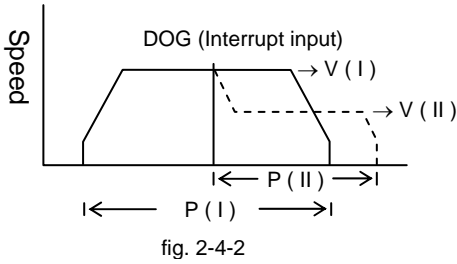 Speed
DOG (Interrupt input)
→ V ( I )
→ V ( II )
P ( II )
P ( I )
fig. 2-4-2